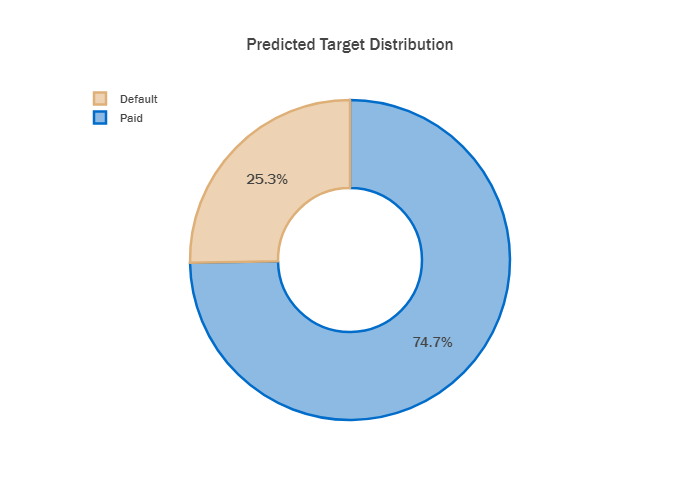 Predicted Target Distribution
Default
Paid
25.3%
74.7%